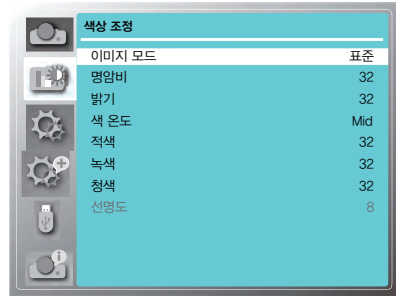 색상 조정
이미지 모드 표준
명암비 32
밝기 32
색 온도 Mid
적색 32
녹색 32
청색 32
선명도 8